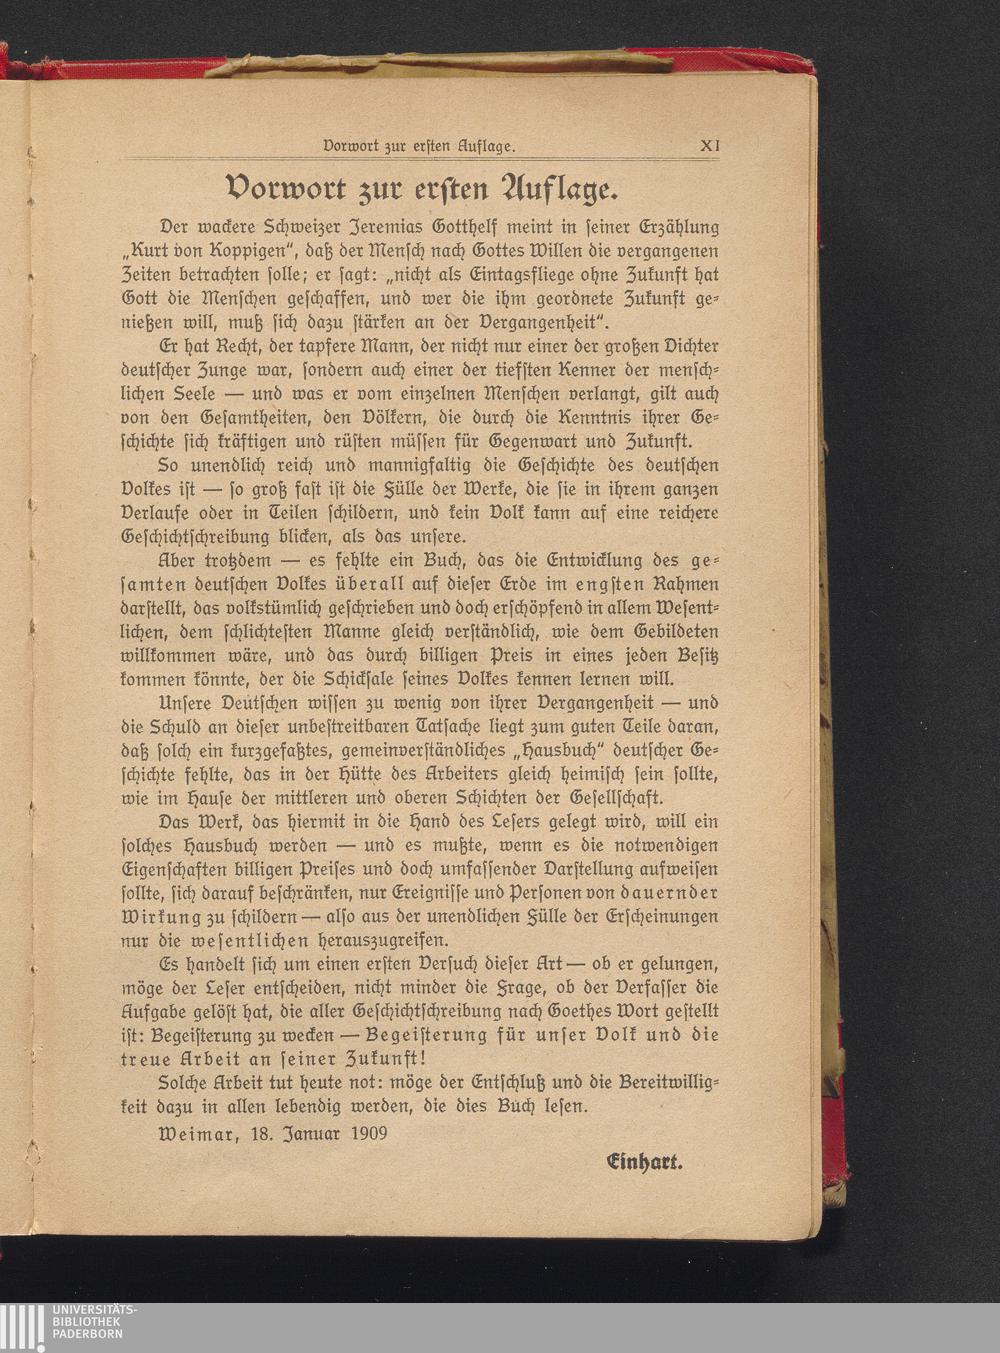 Vorwort zur ersten Auflage. XI
Vorwort zur ersten Auflage.
Der wackere Schweizer Jeremias Gotthelf meint in seiner Erzählung
„Kurt von Koppigen“, daß der Mensch nach Gottes Willen die vergangenen
Zeiten betrachten solle; er sagt: „nicht als Eintagsfliege ohne Zukunft hat
Gott die Menschen geschaffen, und wer die ihm geordnete Zukunft ge-
nießen will, muß sich dazu stärken an der Vergangenheit“.
Er hat Recht, der tapfere Mann, der nicht nur einer der großen Dichter
deutscher Zunge war, sondern auch einer der tiefsten Kenner der mensch-
lichen Seele — und was er vom einzelnen Menschen verlangt, gilt auch
von den Gesamtheiten, den Völkern, die durch die Kenntnis ihrer Ge-
schichte sich kräftigen und rüsten müssen für Gegenwart und Zukunft.
So unendlich reich und mannigfaltig die Geschichte des deutschen
Volkes ist — so groß fast ist die Fülle der Werke, die sie in ihrem ganzen
Verlaufe oder in Teilen schildern, und kein Volk kann auf eine reichere
Geschichtschreibung blicken, als das unsere.
Aber trotzdem — es fehlte ein Buch, das die Entwicklung des ge-
samten deutschen Volkes überall auf dieser Erde im engsten Rahmen
darstellt, das volkstümlich geschrieben und doch erschöpfend in allem Wesent-
lichen, dem schlichtesten Manne gleich verständlich, wie dem Gebildeten
willkommen wäre, und das durch billigen Preis in eines jeden Besitz
kommen könnte, der die Schicksale seines Volkes kennen lernen will.
Unsere Deutschen wissen zu wenig von ihrer Vergangenheit — und
die Schuld an dieser unbestreitbaren Tatsache liegt zum guten Teile daran,
daß solch ein kurzgefaßtes, gemeinverständliches „Hausbuch“ deutscher Ge-
schichte fehlte, das in der Hütte des Arbeiters gleich heimisch sein sollte,
wie im Hause der mittleren und oberen Schichten der Gesellschaft.
Das Werk, das hiermit in die Hand des Lesers gelegt wird, will ein
solches Hausbuch werden — und es mußte, wenn es die notwendigen
Eigenschaften billigen Preises und doch umfassender Darstellung aufweisen
sollte, sich darauf beschränken, nur Ereignisse und Personen von dauernder
Wirkung zu schildern — also aus der unendlichen Fülle der Erscheinungen
nur die wesentlichen herauszugreifen.
Es handelt sich um einen ersten Versuch dieser Art — ob er gelungen,
möge der Leser entscheiden, nicht minder die Frage, ob der Verfasser die
Aufgabe gelöst hat, die aller Geschichtschreibung nach Goethes Wort gestellt
ist: Begeisterung zu wecken — Begeisterung für unser Volk und die
treue Arbeit an seiner Zukunft!
Solche Arbeit tut heute not: möge der Entschluß und die Bereitwillig-
keit dazu in allen lebendig werden, die dies Buch lesen.
Weimar, 18. Januar 1909
Einhart.
UNIVERSITÄTS-
BIBLIOTHEK
PADERBORN